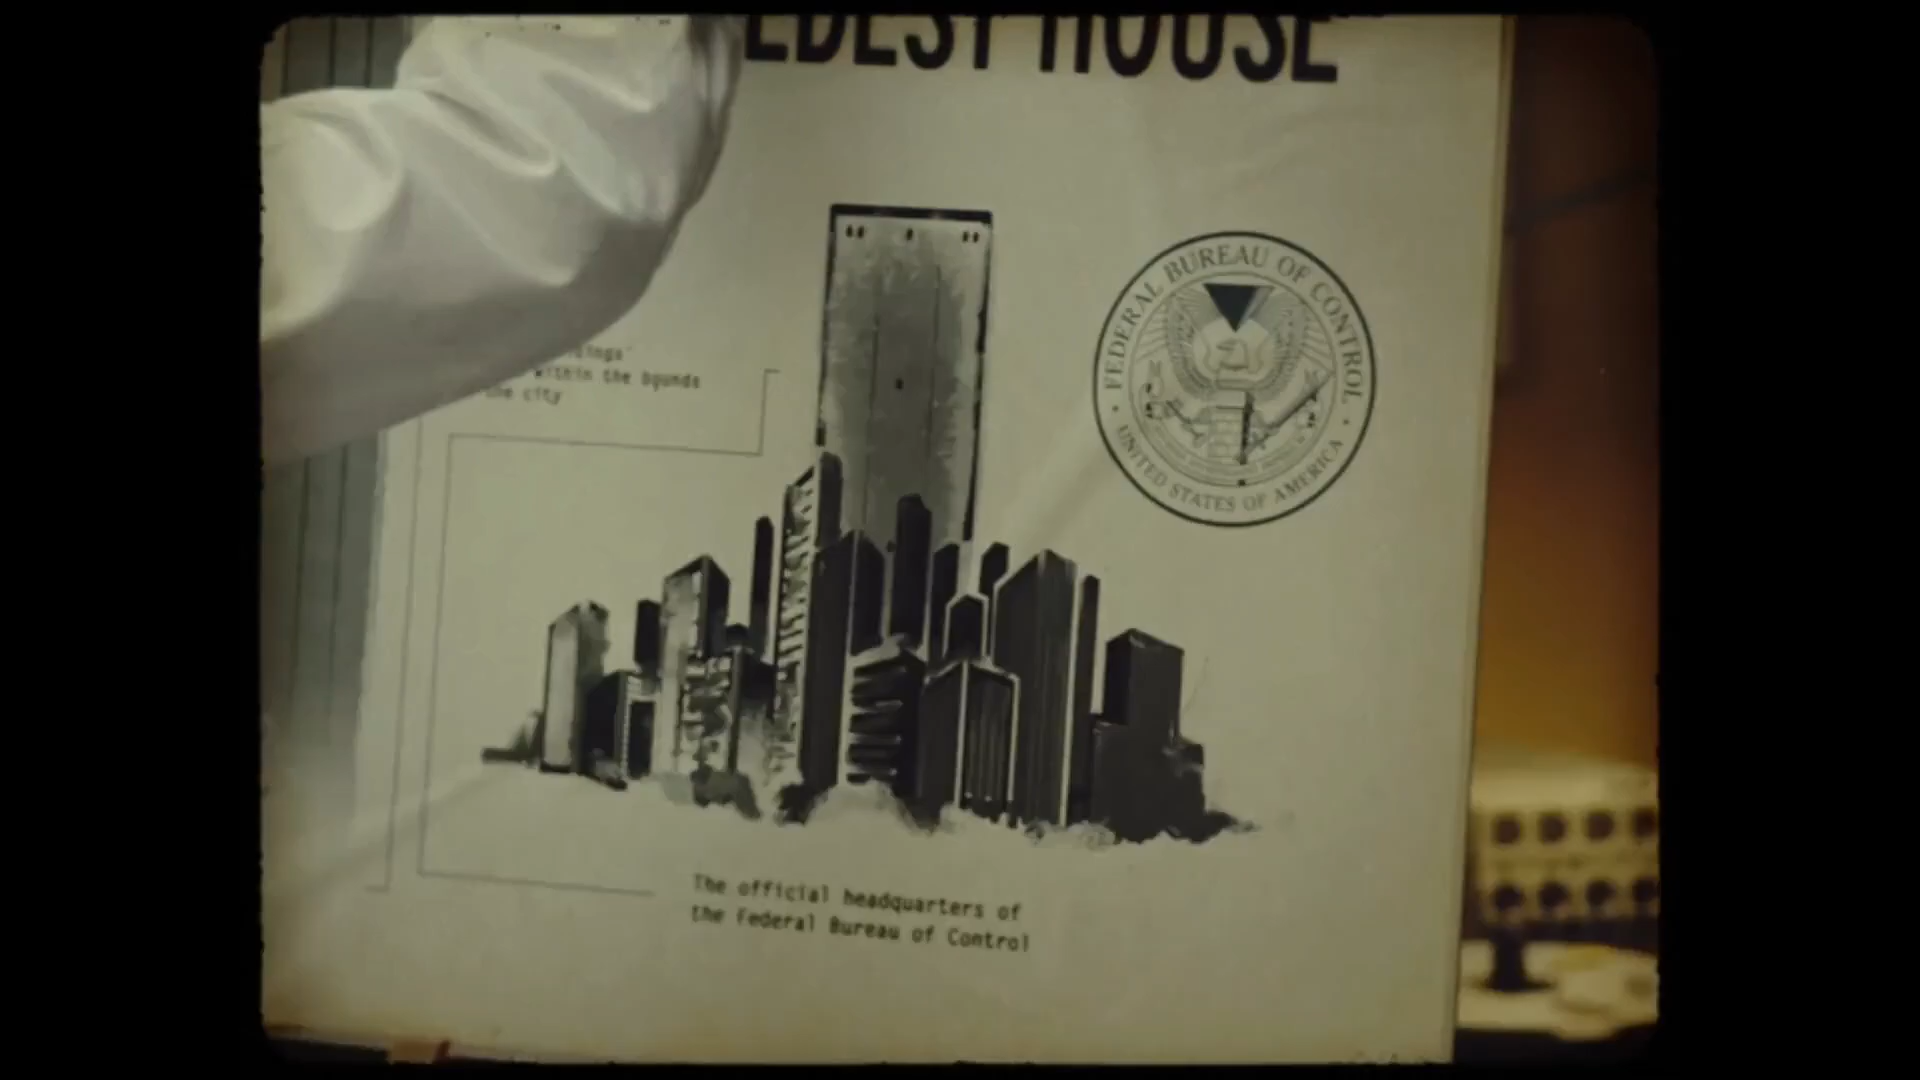 LDEST HOUSE
within the bounds
the city
FEDERAL BUREAU OF CONTROL
UNITED STATES OF AMERICA
The official headquarters of
the Federal Bureau of Control